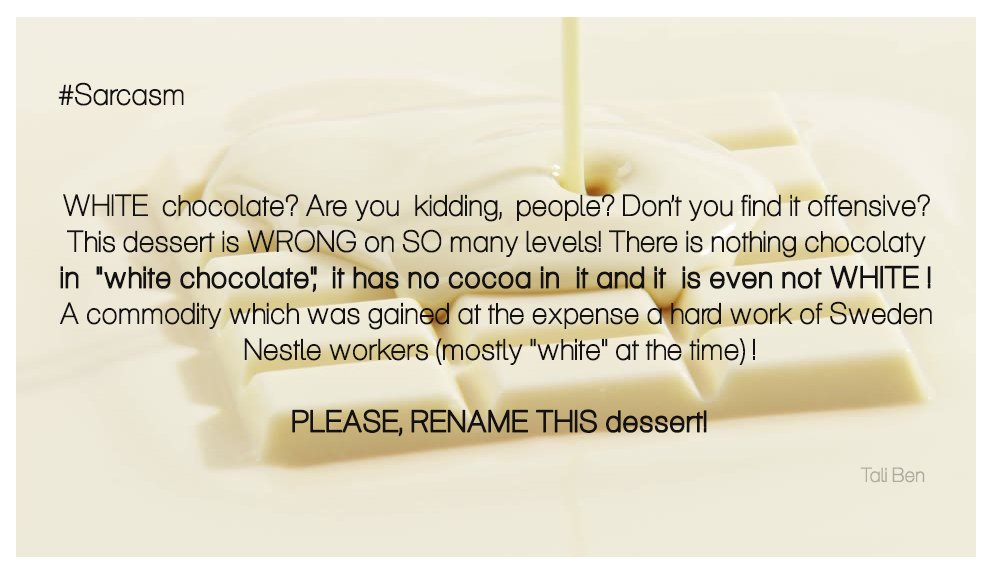 #Sarcasm
WHITE chocolate? Are you kidding, people? Don't you find it offensive?
This dessert is WRONG on SO many levels! There is nothing chocolaty
in "white chocolate", it has no cocoa in it and it is even not WHITE !
A commodity which was gained at the expense a hard work of Sweden
Nestle workers (mostly "white" at the time) !
PLEASE, RENAME THIS dessert!
Tali Ben